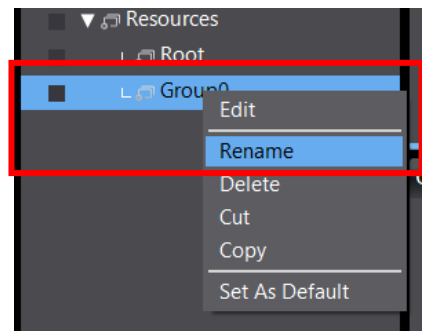 Resources
Root
Group0
Edit
Rename
Delete
Cut
Copy
Set As Default